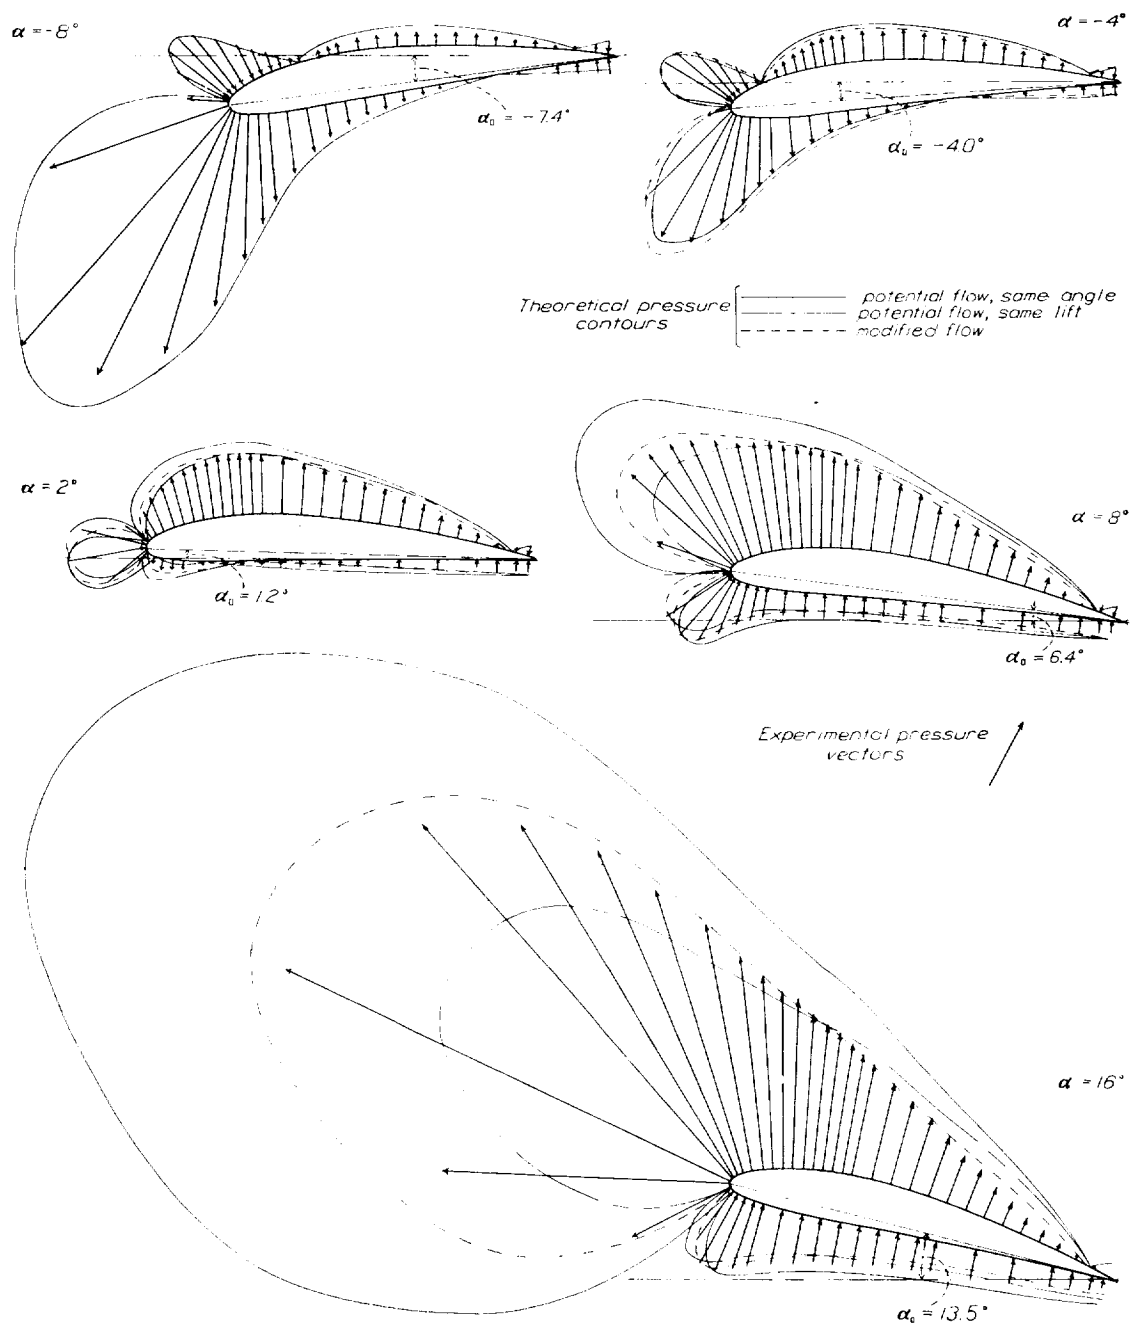 α = -8°
α = -4°
α₀ = -7.4°
α₀ = -4.0°
Theoretical pressure
contours
potential flow, same angle
potential flow, same lift
modified flow
α = 2°
α = 8°
α₀ = 1.2°
α₀ = 6.4°
Experimental pressure
vectors
α = 16°
α₀ = 13.5°